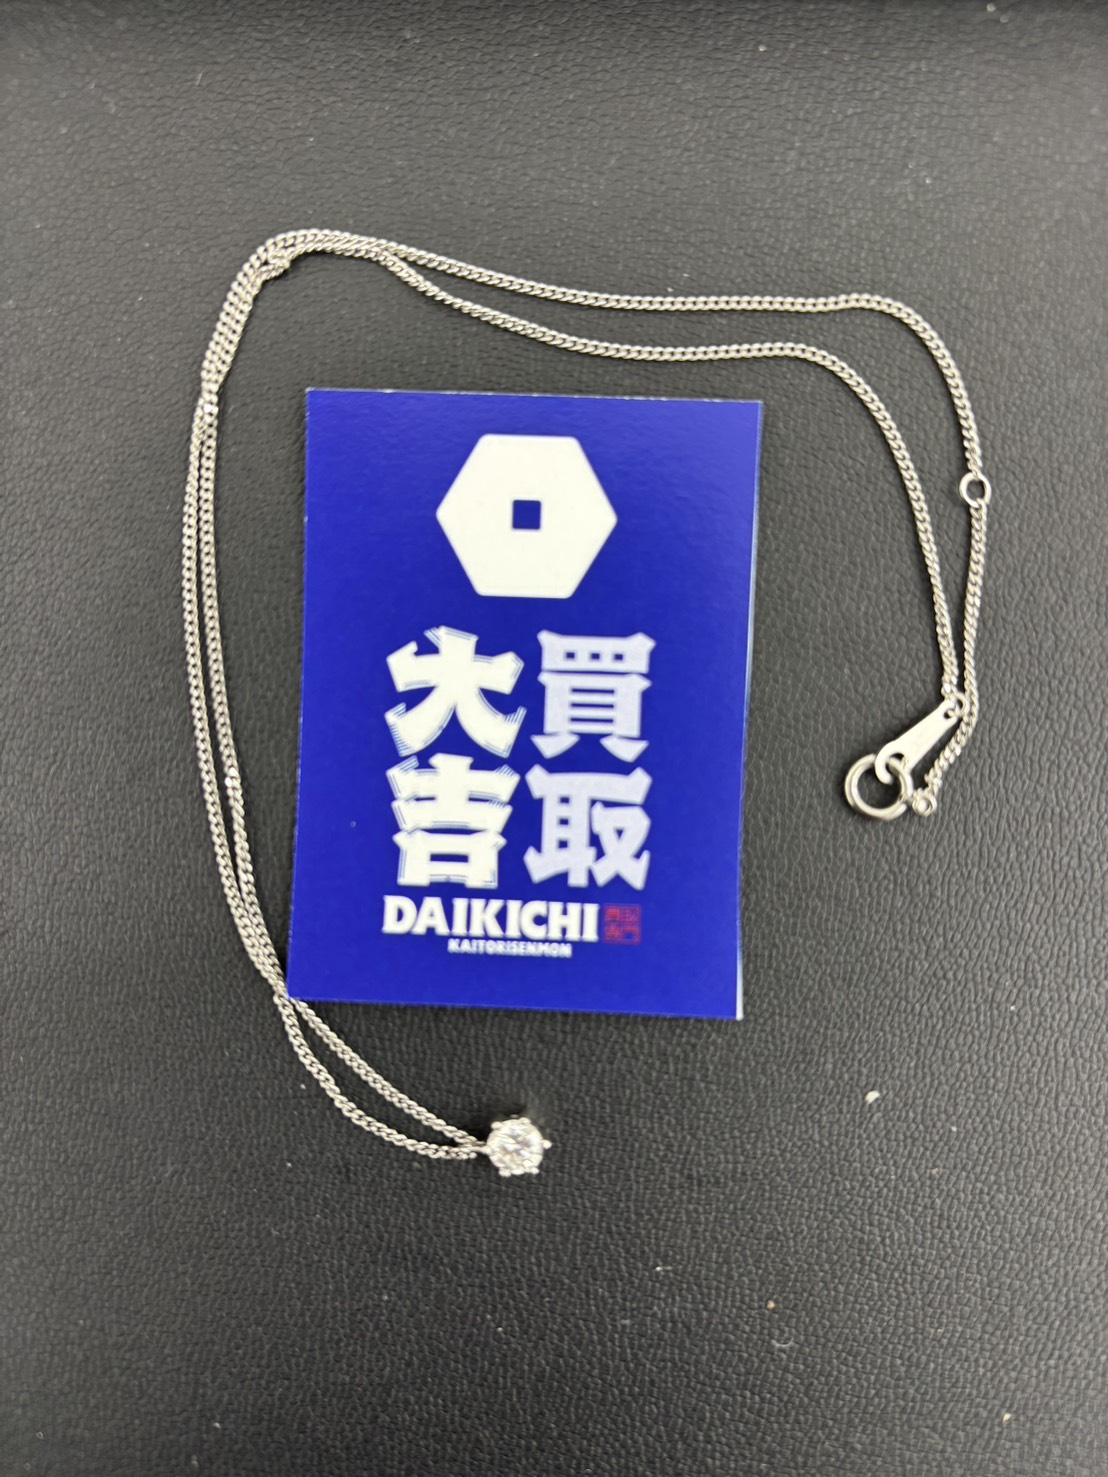 買取
大吉
DAIKICHI
KAITORISENMON